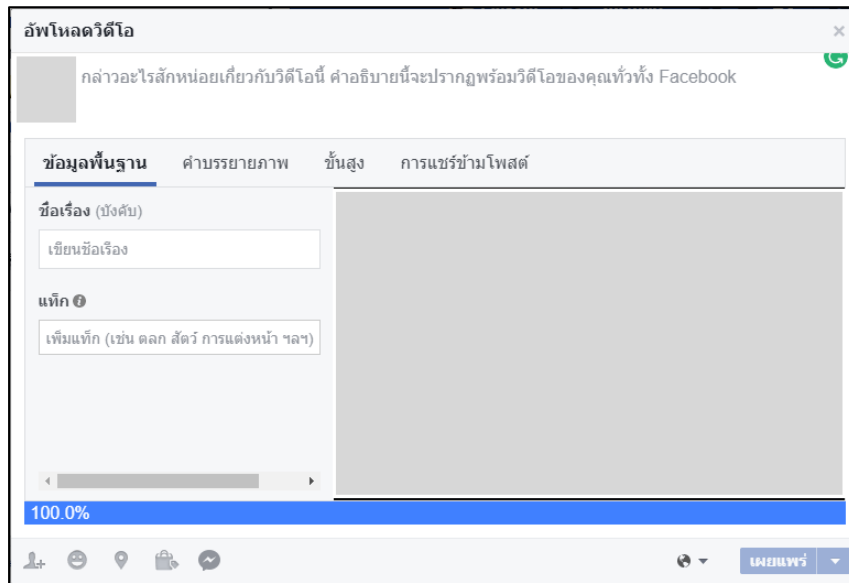 อัพโหลดวิดีโอ
กล่าวอะไรสักหน่อยเกี่ยวกับวิดีโอนี้ คำอธิบายนี้จะปรากฏพร้อมวิดีโอของคุณทั่วทั้ง Facebook
ข้อมูลพื้นฐาน คำบรรยายภาพ ขั้นสูง การแชร์ข้ามโพสต์
ชื่อเรื่อง (บังคับ)
เขียนชื่อเรื่อง
แท็ก
เพิ่มแท็ก (เช่น ตลก สัตว์ การแต่งหน้า ฯลฯ)
100.0%
เผยแพร่